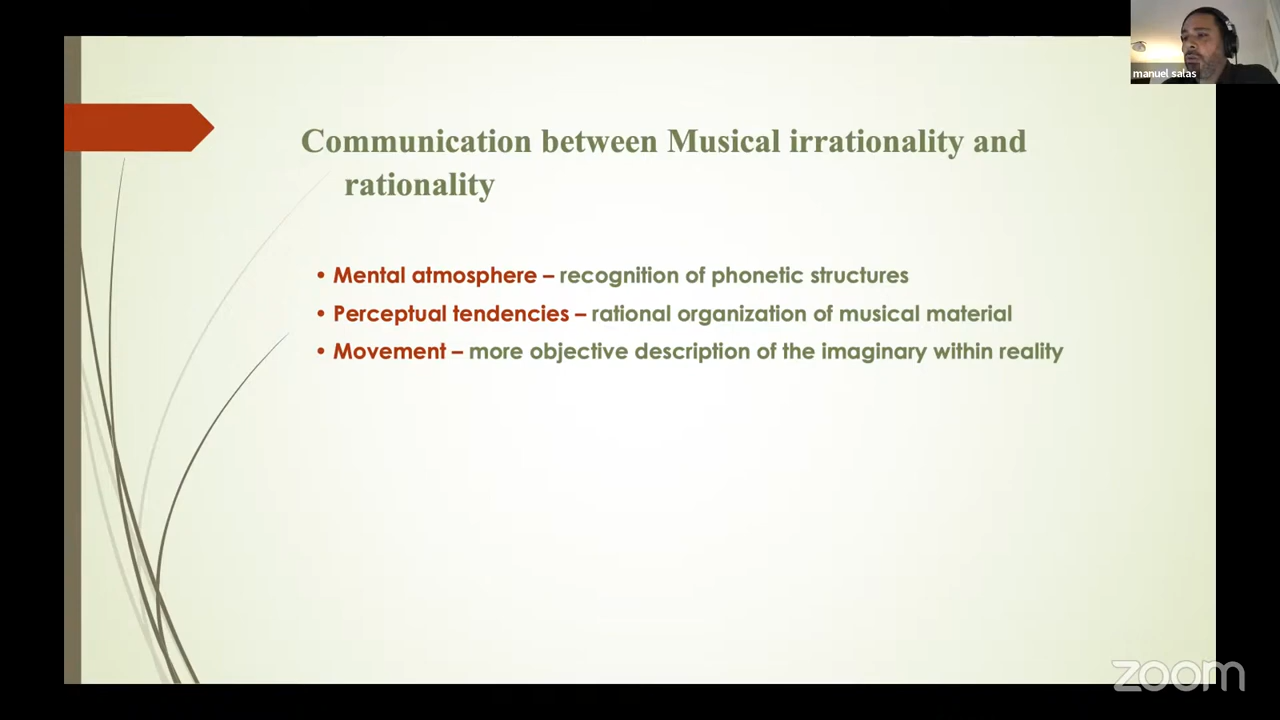 manuel salas
Communication between Musical irrationality and
rationality
• Mental atmosphere – recognition of phonetic structures
• Perceptual tendencies – rational organization of musical material
• Movement – more objective description of the imaginary within reality
zoom